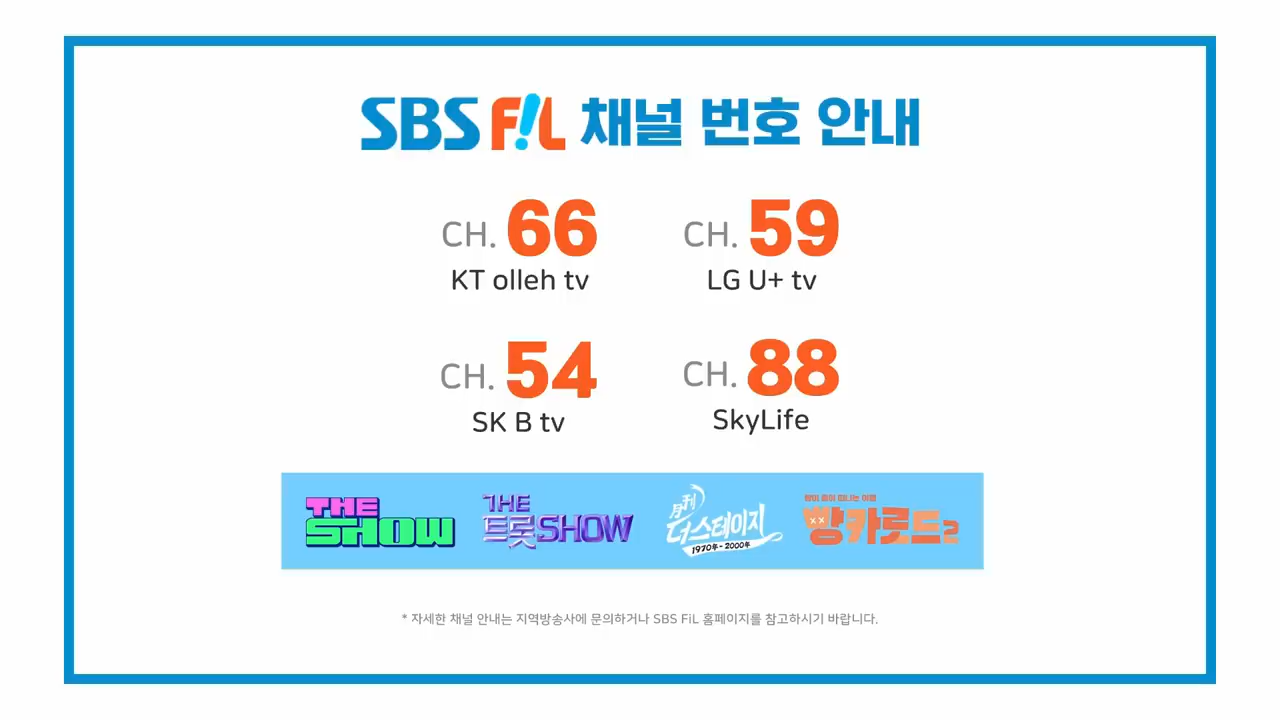 SBS F!L 채널 번호 안내
CH. 66
KT olleh tv
CH. 59
LG U+ tv
CH. 54
SK B tv
CH. 88
SkyLife
THE
SHOW
THE
트롯SHOW
月刊
더스테이지
1970年-2000年
빵카로드2
* 자세한 채널 안내는 지역방송사에 문의하거나 SBS FiL 홈페이지를 참고하시기 바랍니다.